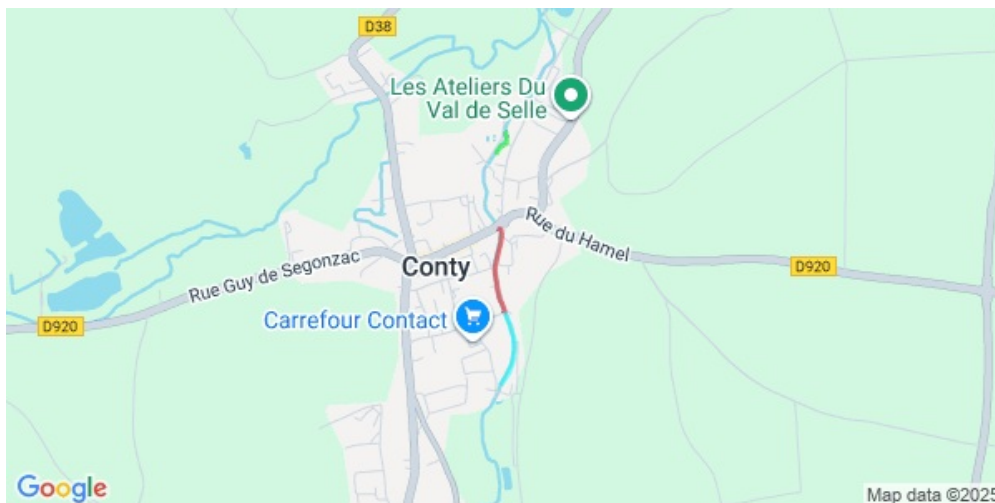 D38
Les Ateliers Du
Val de Selle
Rue du Hamel
Rue Guy de Segonzac
Conty
D920
Carrefour Contact
D920
Google
Map data ©2025